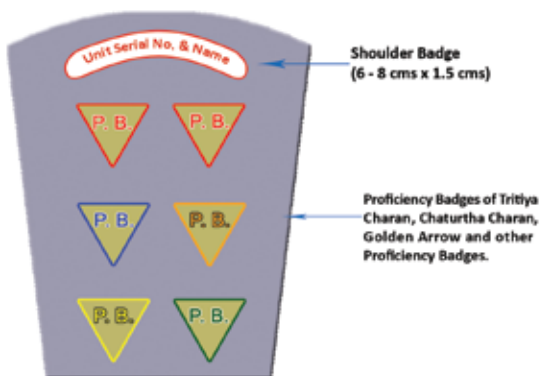 Unit Serial No. & Name
Shoulder Badge
(6 - 8 cms x 1.5 cms)
P. B. P. B.
P. B. P. B.
Proficiency Badges of Tritiya
Charan, Chaturtha Charan,
Golden Arrow and other
Proficiency Badges.
P. B. P. B.